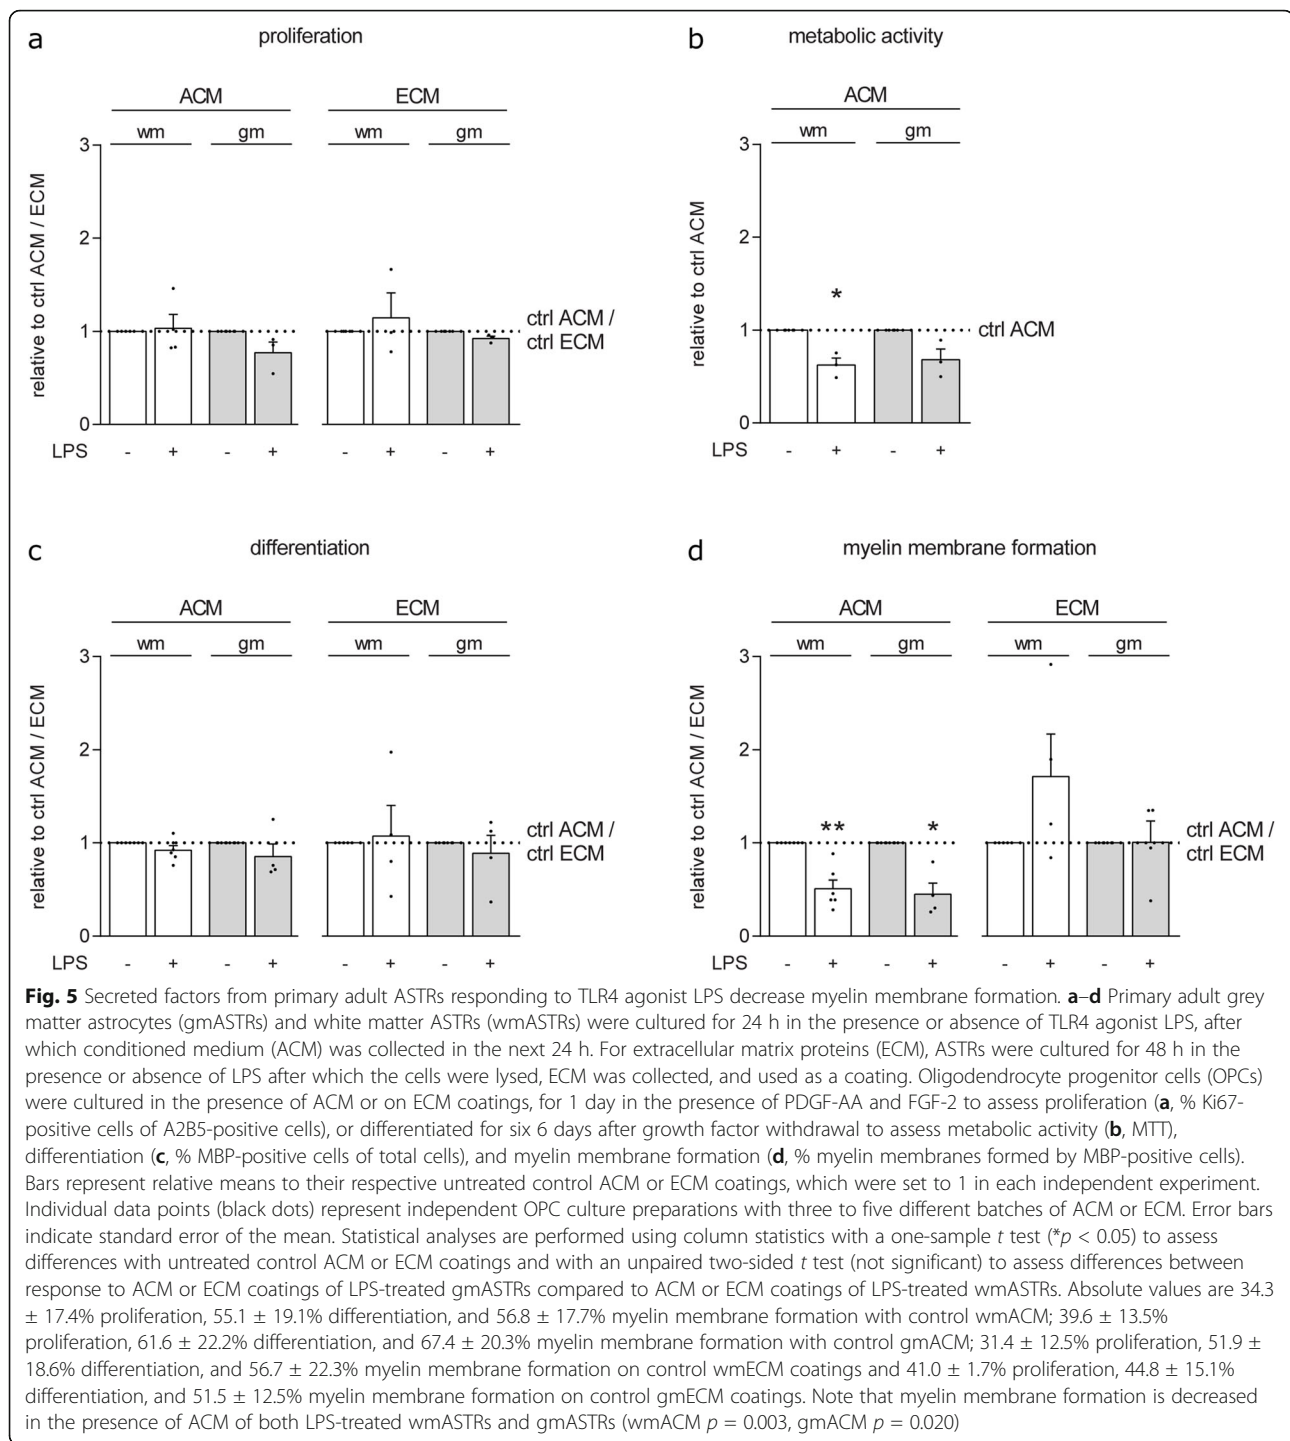 a
proliferation
ACM
ECM
wm
gm
wm
gm
relative to ctrl ACM / ECM
3
2
1
0
ctrl ACM /
ctrl ECM
LPS - + - + - + - +
b
metabolic activity
ACM
wm
gm
relative to ctrl ACM
3
2
1
0
*
ctrl ACM
LPS - + - +
c
differentiation
ACM
ECM
wm
gm
wm
gm
relative to ctrl ACM / ECM
3
2
1
0
ctrl ACM /
ctrl ECM
LPS - + - + - + - +
d
myelin membrane formation
ACM
ECM
wm
gm
wm
gm
relative to ctrl ACM / ECM
3
2
1
0
**
*
ctrl ACM /
ctrl ECM
LPS - + - + - + - +
Fig. 5 Secreted factors from primary adult ASTRs responding to TLR4 agonist LPS decrease myelin membrane formation. a–d Primary adult grey
matter astrocytes (gmASTRs) and white matter ASTRs (wmASTRs) were cultured for 24 h in the presence or absence of TLR4 agonist LPS, after
which conditioned medium (ACM) was collected in the next 24 h. For extracellular matrix proteins (ECM), ASTRs were cultured for 48 h in the
presence or absence of LPS after which the cells were lysed, ECM was collected, and used as a coating. Oligodendrocyte progenitor cells (OPCs)
were cultured in the presence of ACM or on ECM coatings, for 1 day in the presence of PDGF-AA and FGF-2 to assess proliferation (a, % Ki67-
positive cells of A2B5-positive cells), or differentiated for six 6 days after growth factor withdrawal to assess metabolic activity (b, MTT),
differentiation (c, % MBP-positive cells of total cells), and myelin membrane formation (d, % myelin membranes formed by MBP-positive cells).
Bars represent relative means to their respective untreated control ACM or ECM coatings, which were set to 1 in each independent experiment.
Individual data points (black dots) represent independent OPC culture preparations with three to five different batches of ACM or ECM. Error bars
indicate standard error of the mean. Statistical analyses are performed using column statistics with a one-sample t test (*p < 0.05) to assess
differences with untreated control ACM or ECM coatings and with an unpaired two-sided t test (not significant) to assess differences between
response to ACM or ECM coatings of LPS-treated gmASTRs compared to ACM or ECM coatings of LPS-treated wmASTRs. Absolute values are 34.3
± 17.4% proliferation, 55.1 ± 19.1% differentiation, and 56.8 ± 17.7% myelin membrane formation with control wmACM; 39.6 ± 13.5%
proliferation, 61.6 ± 22.2% differentiation, and 67.4 ± 20.3% myelin membrane formation with control gmACM; 31.4 ± 12.5% proliferation, 51.9 ±
18.6% differentiation, and 56.7 ± 22.3% myelin membrane formation on control wmECM coatings and 41.0 ± 1.7% proliferation, 44.8 ± 15.1%
differentiation, and 51.5 ± 12.5% myelin membrane formation on control gmECM coatings. Note that myelin membrane formation is decreased
in the presence of ACM of both LPS-treated wmASTRs and gmASTRs (wmACM p = 0.003, gmACM p = 0.020)